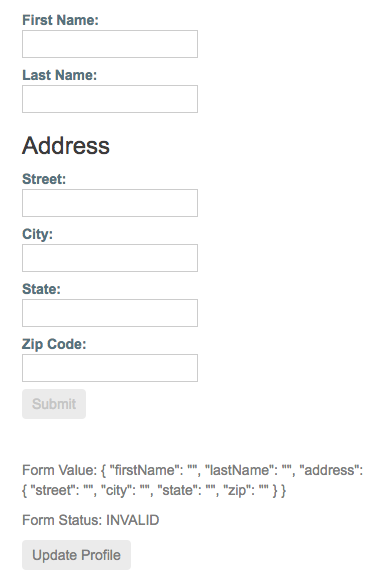 First Name:
Last Name:
Address
Street:
City:
State:
Zip Code:
Submit
Form Value: { "firstName": "", "lastName": "", "address":
{ "street": "", "city": "", "state": "", "zip": "" } }
Form Status: INVALID
Update Profile